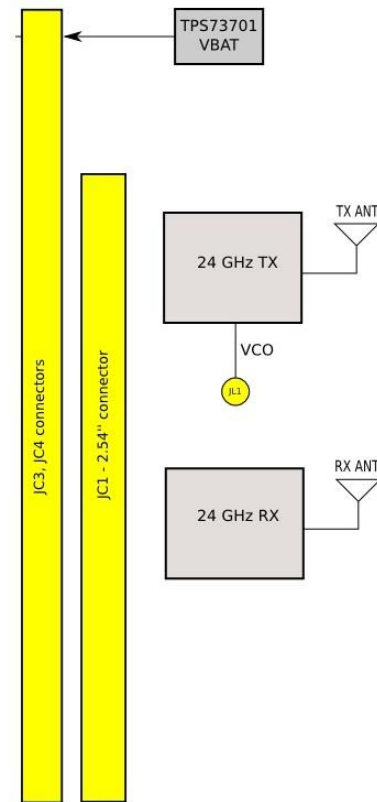 TPS73701
VBAT
TX ANT
24 GHz TX
VCO
JL1
JC3, JC4 connectors
JC1 - 2.54'' connector
RX ANT
24 GHz RX